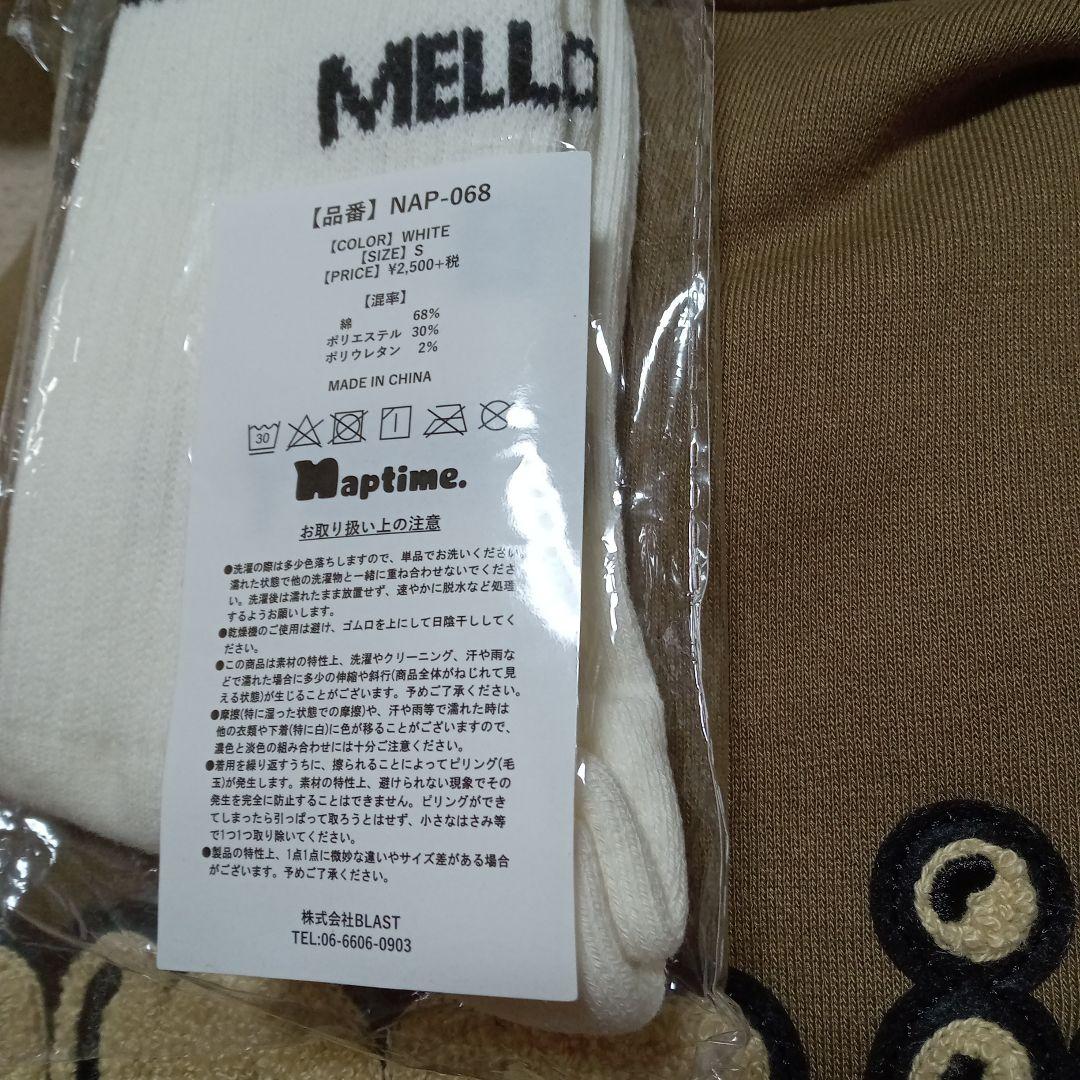 MELLO
【品番】NAP-068
【COLOR】WHITE
【SIZE】S
【PRICE】¥2,500+税
【混率】
綿 68%
ポリエステル 30%
ポリウレタン 2%
MADE IN CHINA
30
Naptime.
お取り扱い上の注意
●洗濯の際は多少色落ちしますので、単品でお洗いください。
濡れた状態で他の洗濯物と一緒に重ね合わせないでくださ
い。洗濯後は濡れたまま放置せず、速やかに脱水など処理
するようお願いします。
●乾燥機のご使用は避け、ゴム口を上にして日陰干ししてく
ださい。
●この商品は素材の特性上、洗濯やクリーニング、汗や雨な
どで濡れた場合に多少の伸縮や斜行(商品全体がねじれて見
える状態)が生じることがございます。予めご了承ください。
●摩擦(特に湿った状態での摩擦)や、汗や雨等で濡れた時は
他の衣類や下着(特に白)に色が移ることがございますので、
濃色と淡色の組み合わせには十分ご注意ください。
●着用を繰り返すうちに、擦られることによってピリング(毛
玉)が発生します。素材の特性上、避けられない現象でその
発生を完全に防止することはできません。ピリングができ
てしまったら引っぱって取ろうとはせず、小さなはさみ等
で1つ1つ取り除いてください。
●製品の特性上、1点1点に微妙な違いやサイズ差がある場合
がございます。予めご了承ください。
株式会社BLAST
TEL:06-6606-0903